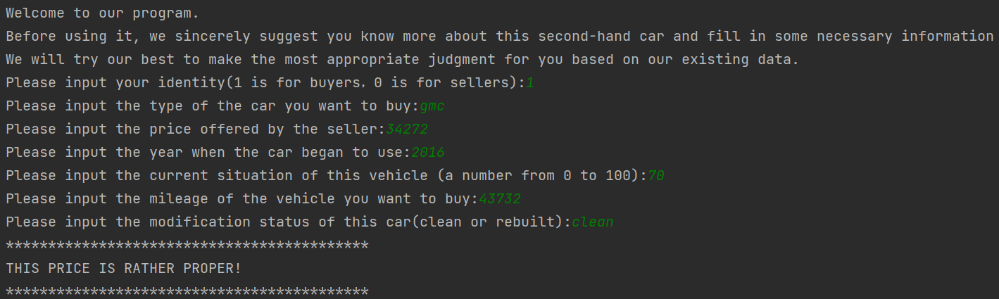 Welcome to our program.
Before using it, we sincerely suggest you know more about this second-hand car and fill in some necessary information
We will try our best to make the most appropriate judgment for you based on our existing data.
Please input your identity(1 is for buyers，0 is for sellers):1
Please input the type of the car you want to buy:gmc
Please input the price offered by the seller:34272
Please input the year when the car began to use:2016
Please input the current situation of this vehicle (a number from 0 to 100):70
Please input the mileage of the vehicle you want to buy:43732
Please input the modification status of this car(clean or rebuilt):clean
*******************************************
THIS PRICE IS RATHER PROPER!
*******************************************